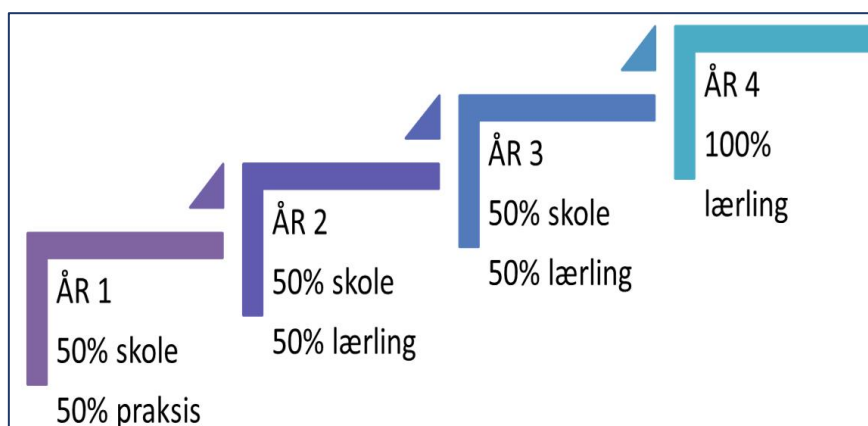 ÅR 1
50% skole
50% praksis
ÅR 2
50% skole
50% lærling
ÅR 3
50% skole
50% lærling
ÅR 4
100%
lærling